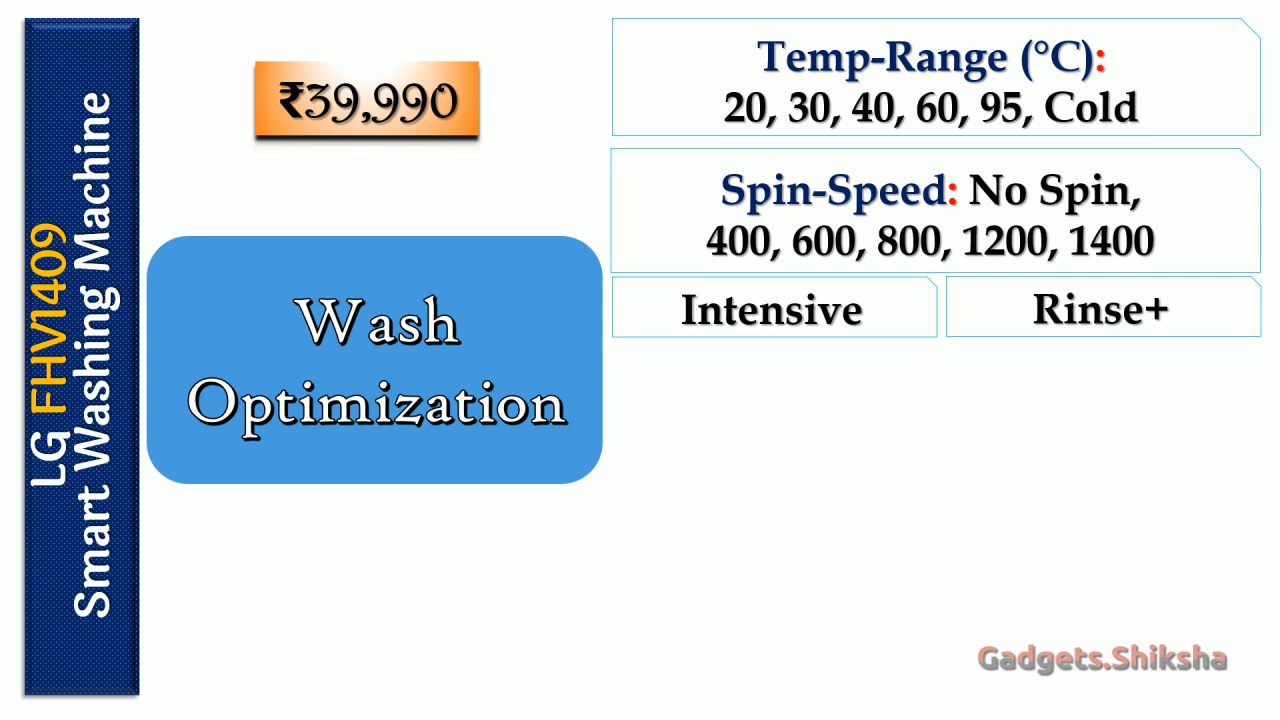 LG FHV1409
Smart Washing Machine
₹39,990
Wash
Optimization
Temp-Range (°C):
20, 30, 40, 60, 95, Cold
Spin-Speed: No Spin,
400, 600, 800, 1200, 1400
Intensive
Rinse+
Gadgets.Shiksha